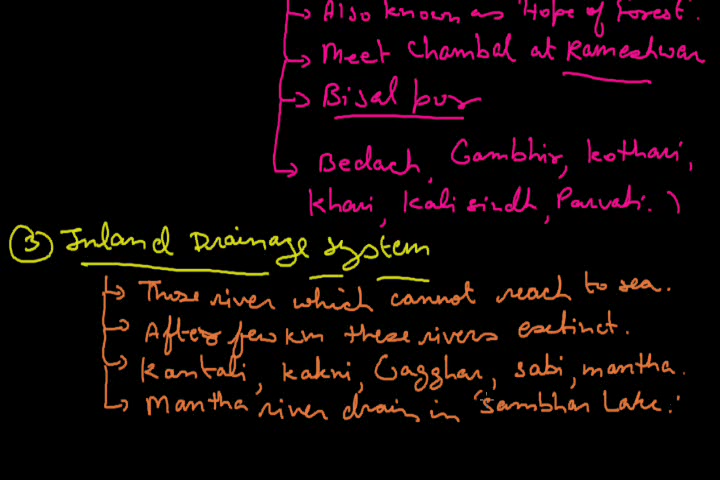 Also known as 'Hope of Forest'.
Meet Chambal at Rameshwar
Bisalpur
Bedach, Gambhir, Kothari,
Khari, Kali sindh, Parvati. )
③ Inland Drainage system
Those river which cannot reach to sea.
After few km these rivers exctinct.
Kantali, Kakni, Gagghar, sabi, mantha.
Mantha river drain in 'Sambhar Lake.'